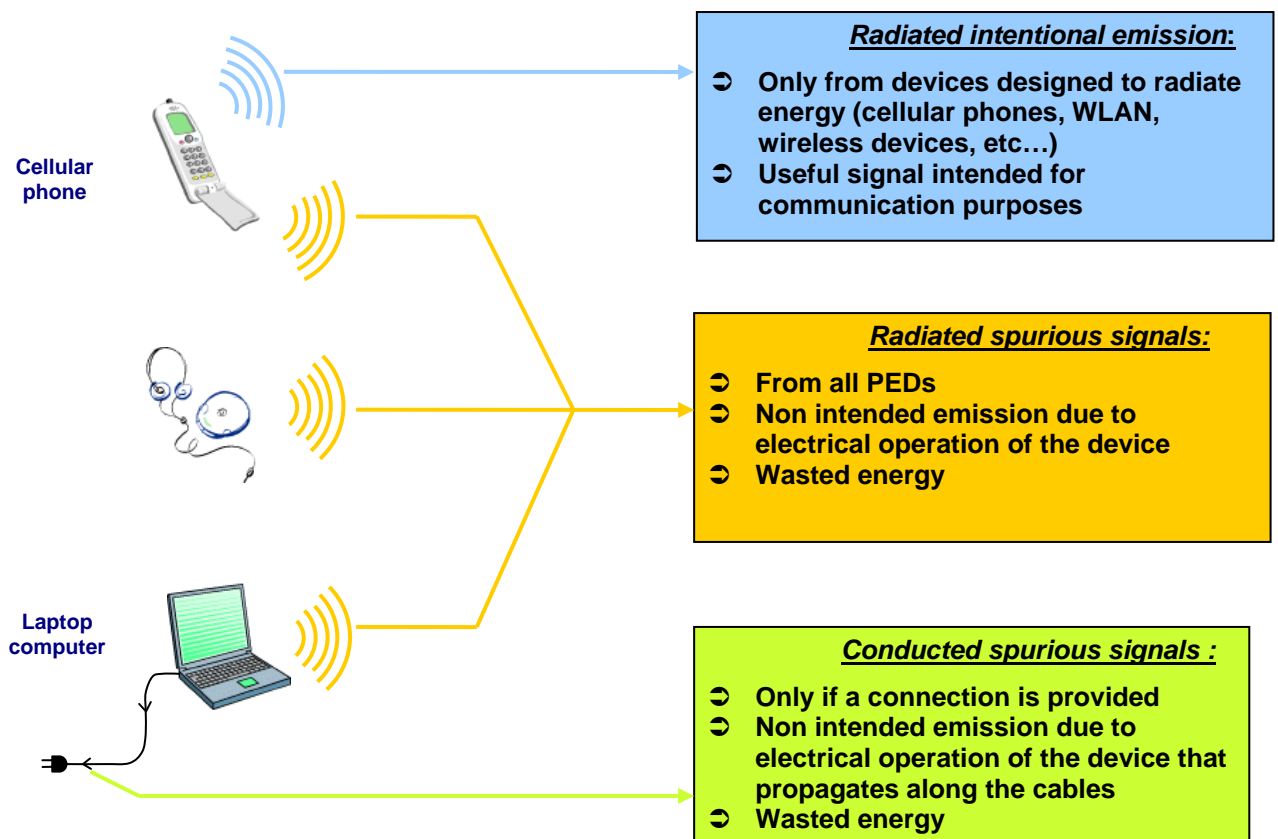 Radiated intentional emission:
➲ Only from devices designed to radiate
energy (cellular phones, WLAN,
wireless devices, etc…)
➲ Useful signal intended for
communication purposes
Cellular
phone
Radiated spurious signals:
➲ From all PEDs
➲ Non intended emission due to
electrical operation of the device
➲ Wasted energy
Laptop
computer
Conducted spurious signals :
➲ Only if a connection is provided
➲ Non intended emission due to
electrical operation of the device that
propagates along the cables
➲ Wasted energy